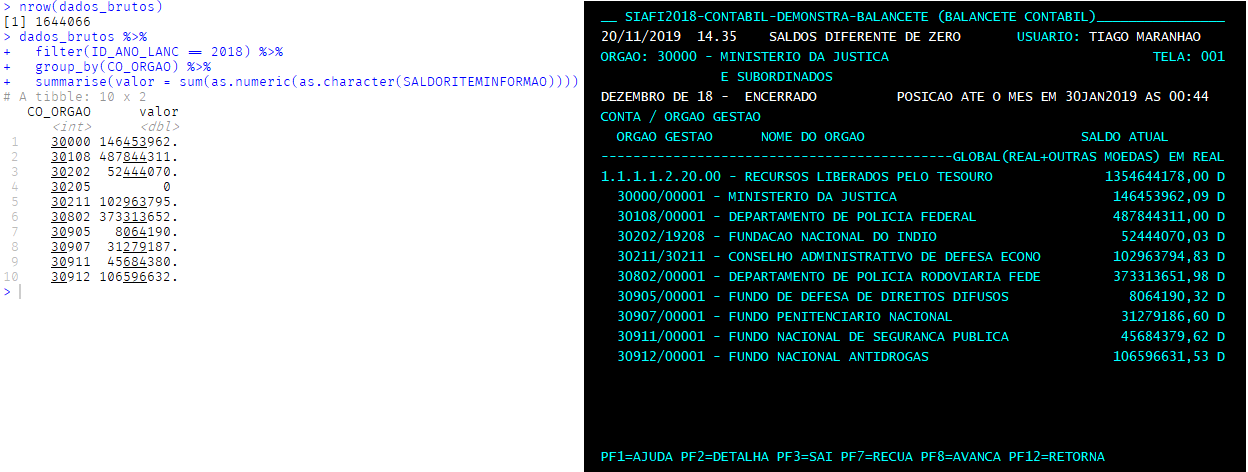 > nrow(dados_brutos)
[1] 1644066
> dados_brutos %>%
+   filter(ID_ANO_LANC == 2018) %>%
+   group_by(CO_ORGAO) %>%
+   summarise(valor = sum(as.numeric(as.character(SALDORITEMINFORMAO))))
# A tibble: 10 x 2
   CO_ORGAO      valor
      <int>      <dbl>
 1    30000 146453962.
 2    30108 487844311.
 3    30202  52444070.
 4    30205         0
 5    30211 102963795.
 6    30802 373313652.
 7    30905   8064190.
 8    30907  31279187.
 9    30911  45684380.
10    30912 106596632.
>
__ SIAFI2018-CONTABIL-DEMONSTRA-BALANCETE (BALANCETE CONTABIL)________________
20/11/2019  14.35    SALDOS DIFERENTE DE ZERO       USUARIO: TIAGO MARANHAO
ORGAO: 30000 - MINISTERIO DA JUSTICA                                 TELA: 001
               E SUBORDINADOS
DEZEMBRO DE 18 -  ENCERRADO          POSICAO ATE O MES EM 30JAN2019 AS 00:44
CONTA / ORGAO GESTAO
  ORGAO GESTAO      NOME DO ORGAO                           SALDO ATUAL
--------------------------------------------GLOBAL(REAL+OUTRAS MOEDAS) EM REAL
1.1.1.1.2.20.00 - RECURSOS LIBERADOS PELO TESOURO              1354644178,00 D
  30000/00001 - MINISTERIO DA JUSTICA                           146453962,09 D
  30108/00001 - DEPARTAMENTO DE POLICIA FEDERAL                 487844311,00 D
  30202/19208 - FUNDACAO NACIONAL DO INDIO                       52444070,03 D
  30211/30211 - CONSELHO ADMINISTRATIVO DE DEFESA ECONO         102963794,83 D
  30802/00001 - DEPARTAMENTO DE POLICIA RODOVIARIA FEDE         373313651,98 D
  30905/00001 - FUNDO DE DEFESA DE DIREITOS DIFUSOS               8064190,32 D
  30907/00001 - FUNDO PENITENCIARIO NACIONAL                     31279186,60 D
  30911/00001 - FUNDO NACIONAL DE SEGURANCA PUBLICA              45684379,62 D
  30912/00001 - FUNDO NACIONAL ANTIDROGAS                       106596631,53 D
PF1=AJUDA PF2=DETALHA PF3=SAI PF7=RECUA PF8=AVANCA PF12=RETORNA